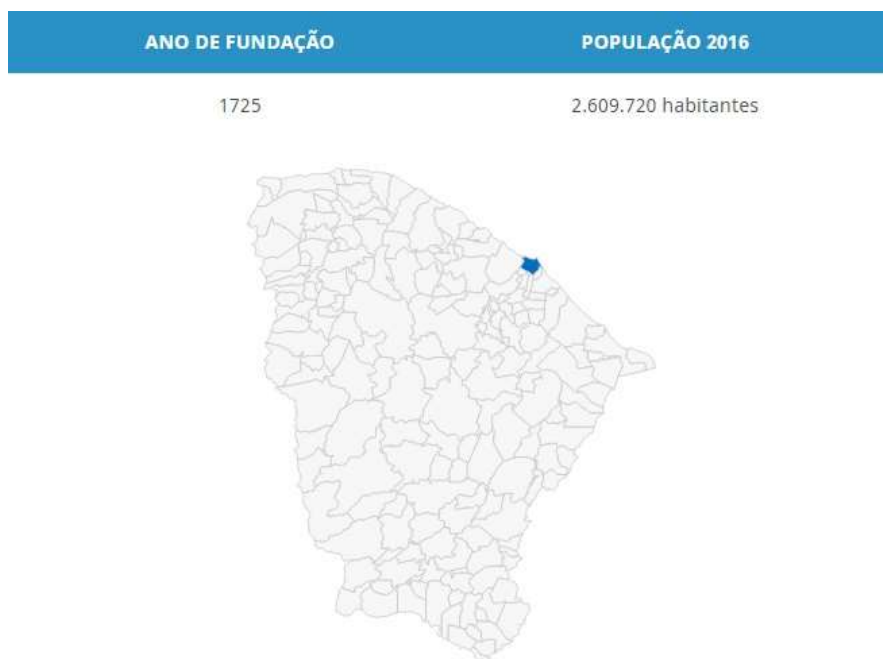 ANO DE FUNDAÇÃO POPULAÇÃO 2016
1725 2.609.720 habitantes